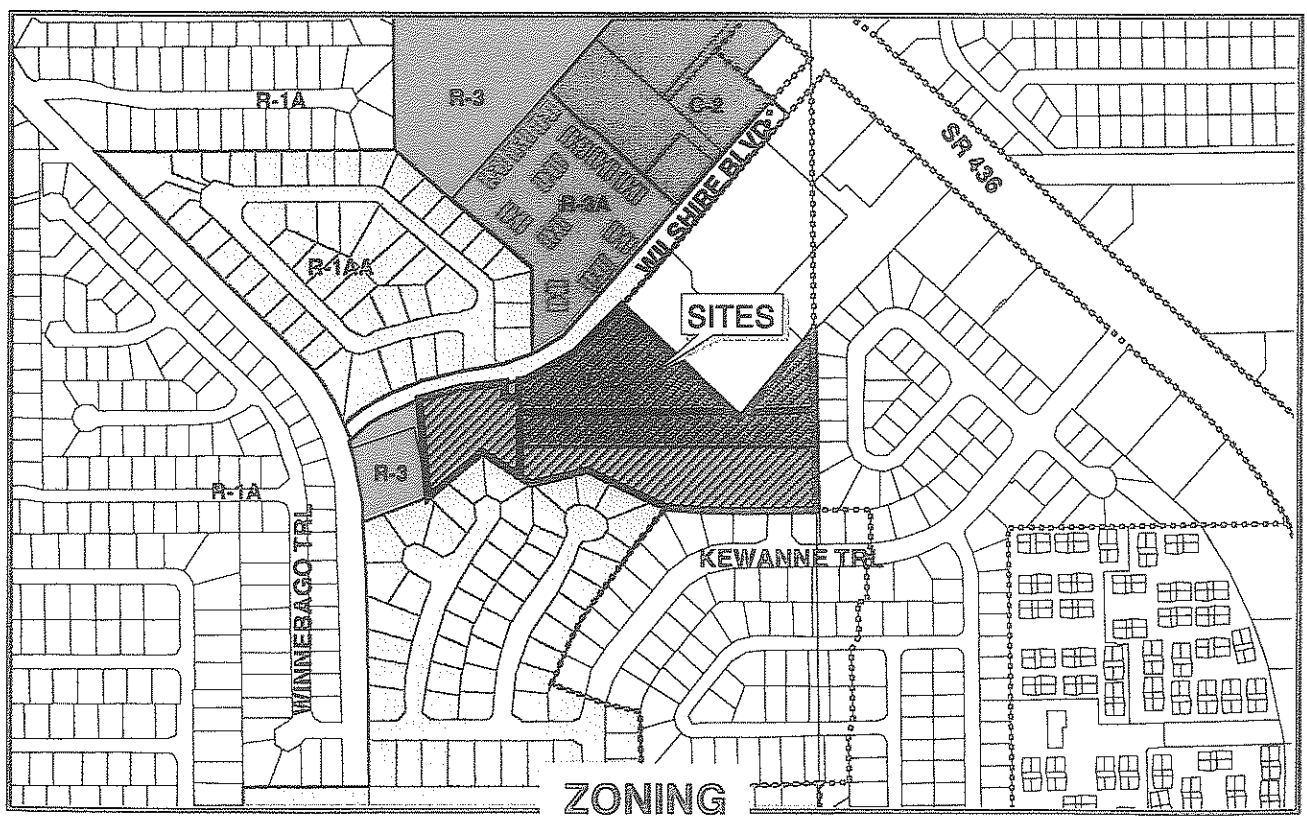 R-1A
R-3
C-2
SR 436
R-3A
WILSHIRE BLVD
R-1AA
SITES
R-3
R-1A
WINNEBAGO TRL
KEWANNE TRL
ZONING